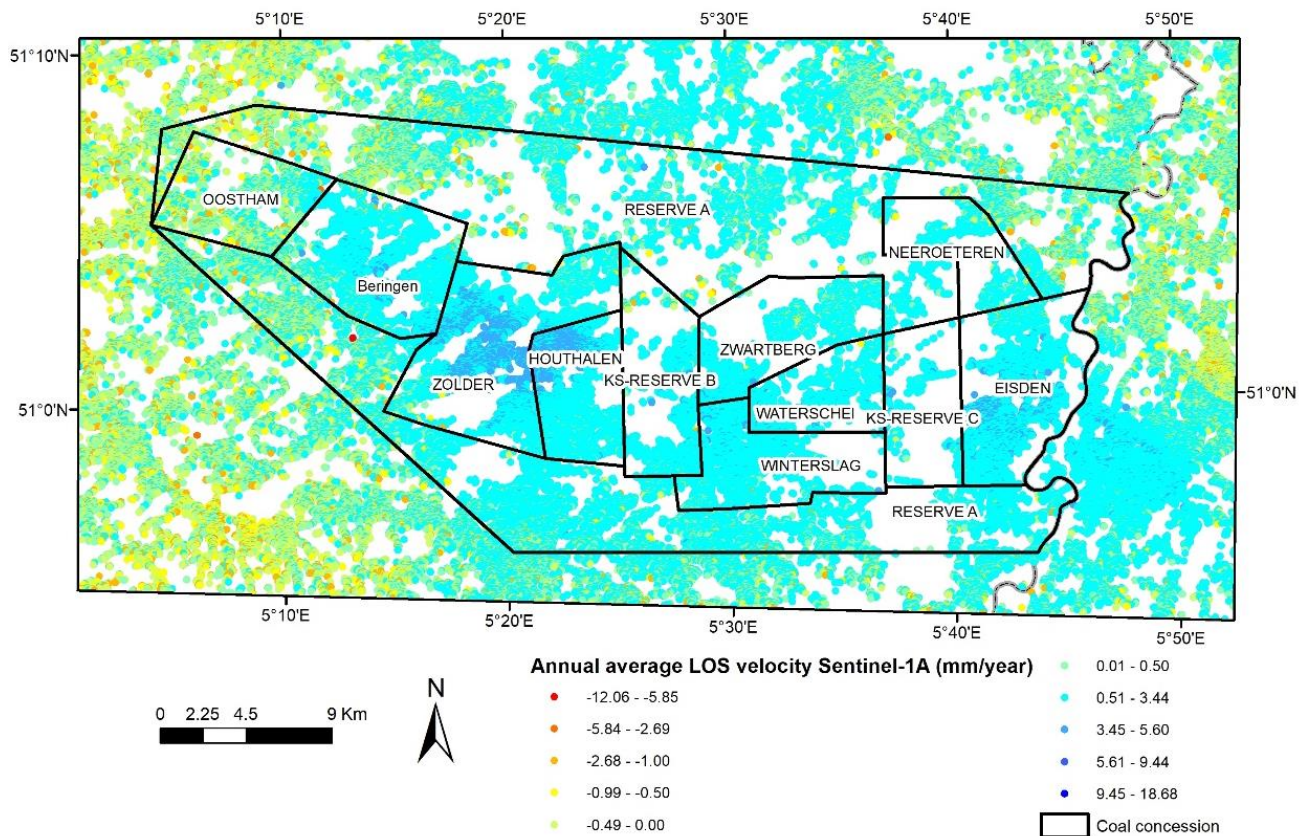 5°10'E 5°20'E 5°30'E 5°40'E 5°50'E
51°10'N
OOSTHAM
RESERVE A
NEEROETEREN
Beringen
ZWARTBERG
HOUTHALEN
KS-RESERVE B
ZOLDER
EISDEN
51°0'N
51°0'N
WATERSCHEI
KS-RESERVE C
WINTERSLAG
RESERVE A
5°10'E 5°20'E 5°30'E 5°40'E 5°50'E
0 2.25 4.5 9 Km
N
Annual average LOS velocity Sentinel-1A (mm/year)
-12.06 - -5.85
-5.84 - -2.69
-2.68 - -1.00
-0.99 - -0.50
-0.49 - 0.00
0.01 - 0.50
0.51 - 3.44
3.45 - 5.60
5.61 - 9.44
9.45 - 18.68
Coal concession